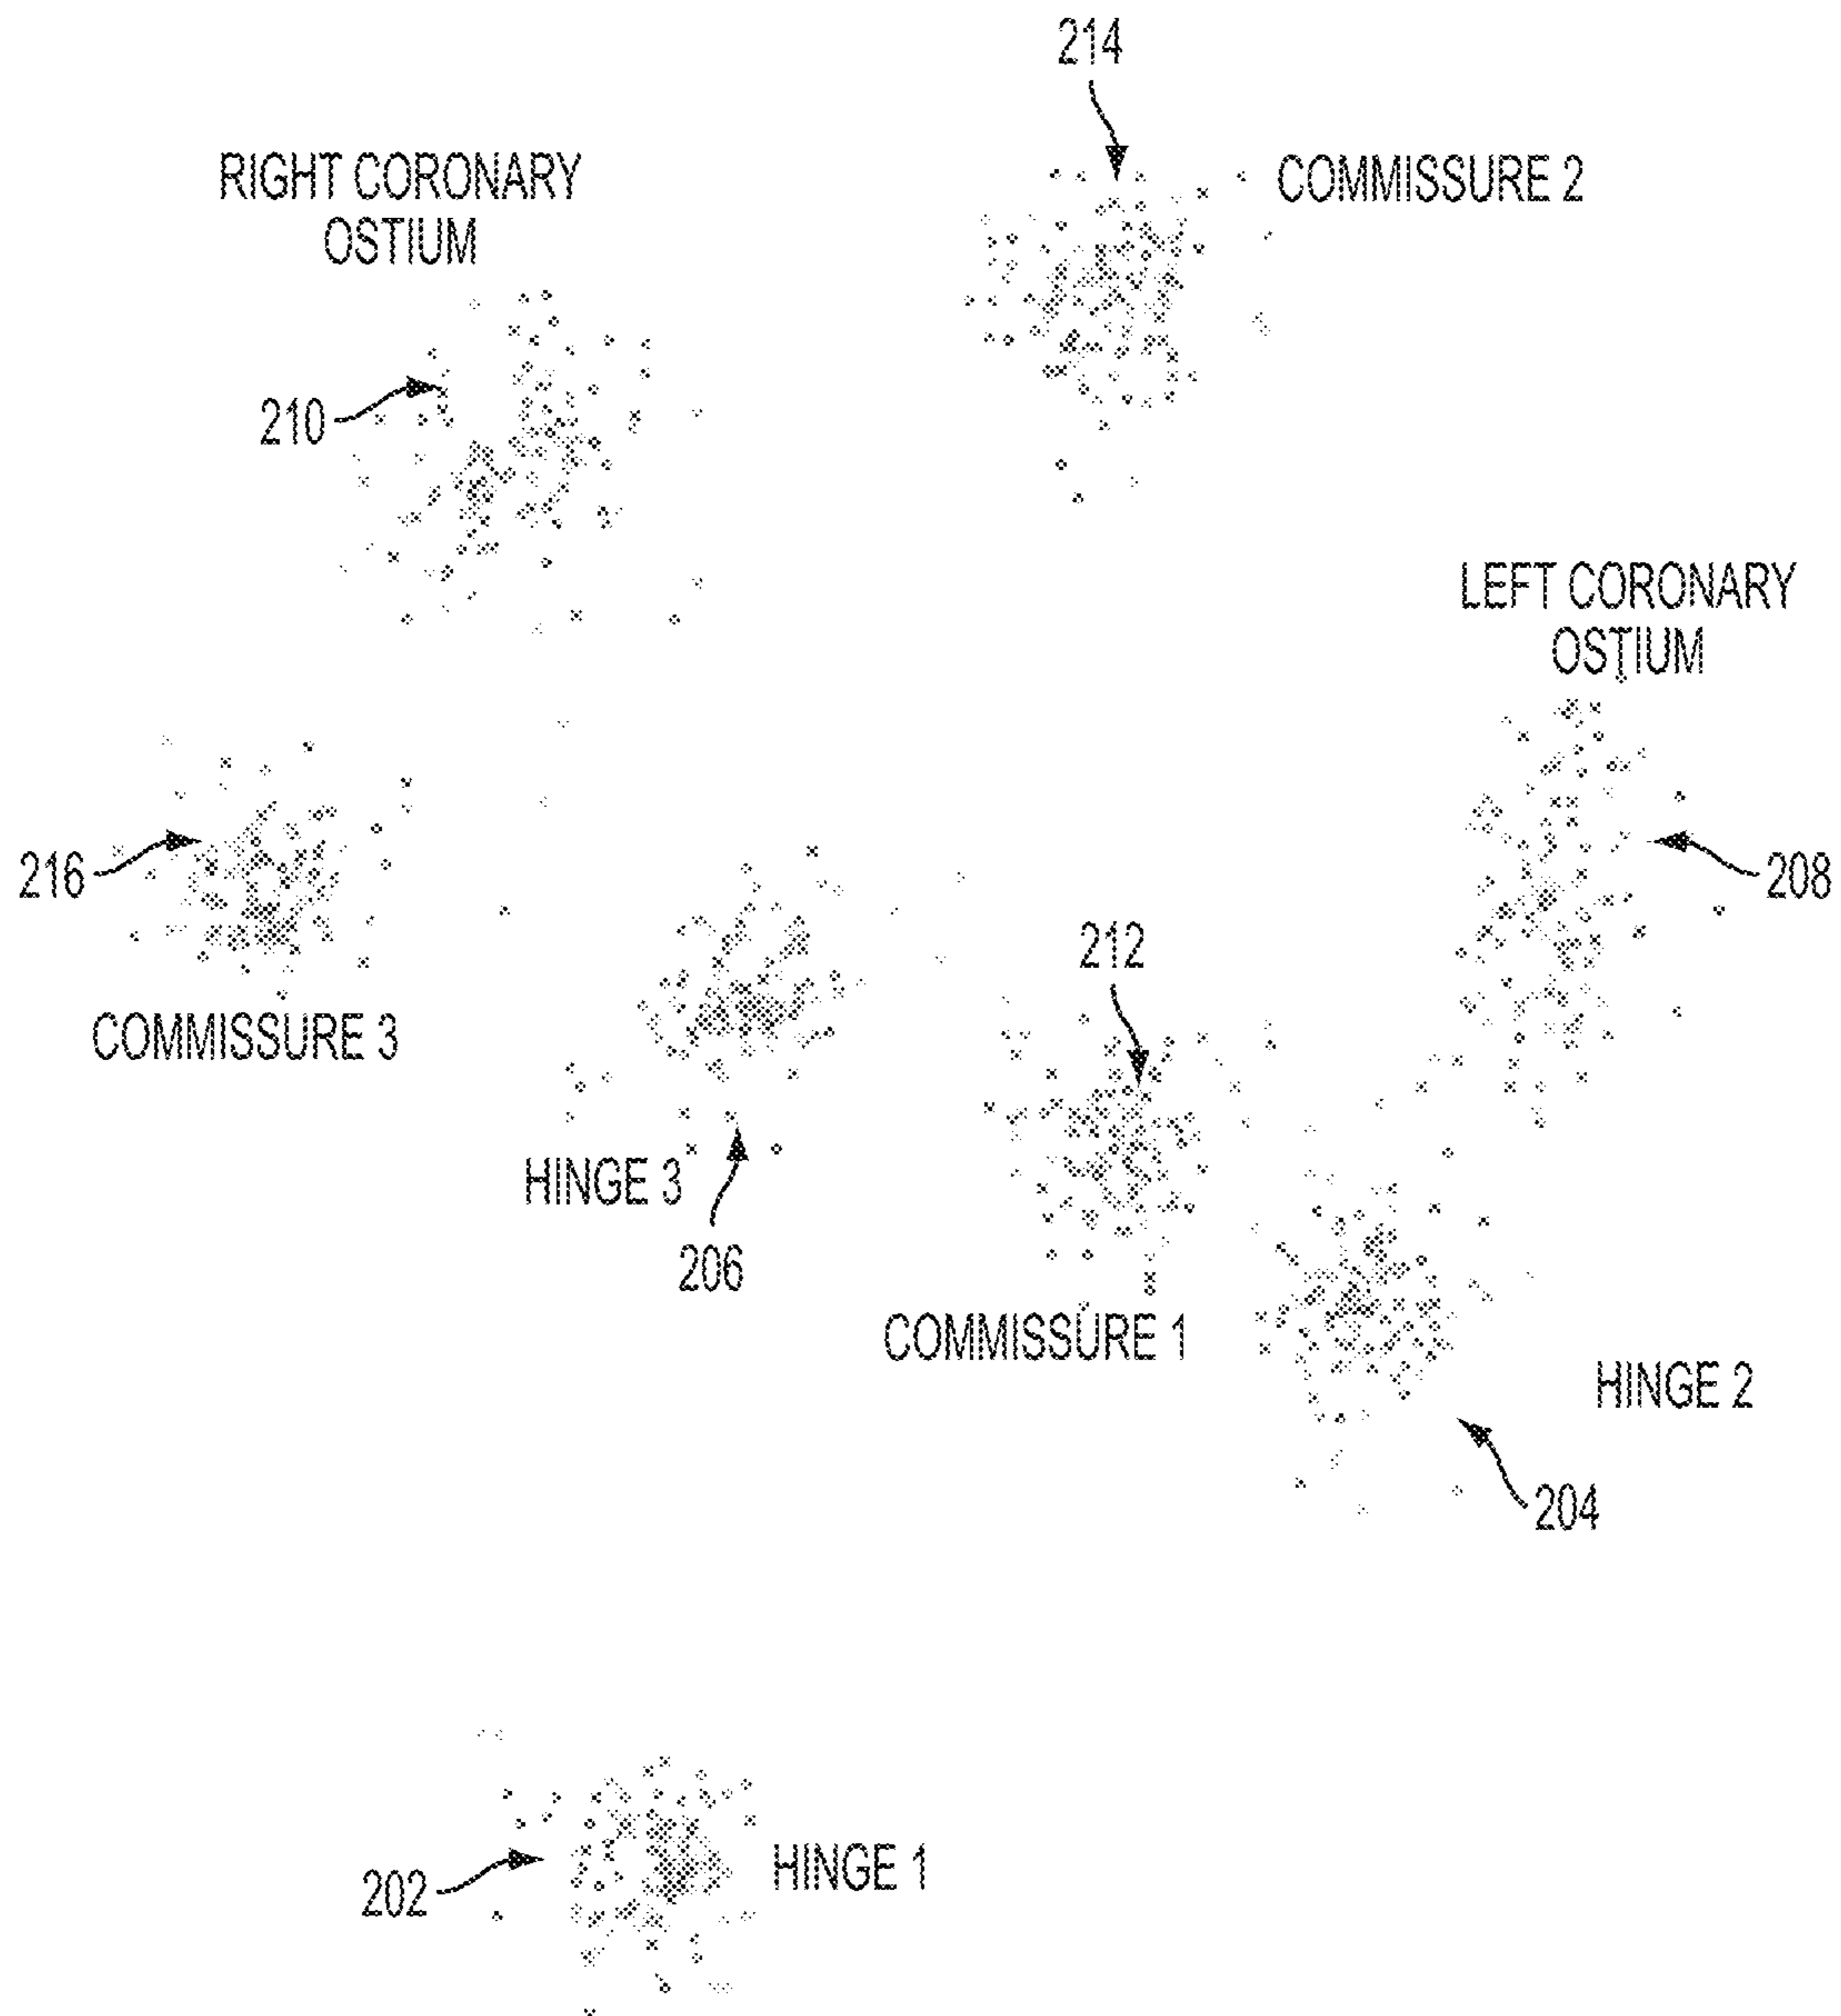 214
RIGHT CORONARY
OSTIUM
COMMISSURE 2
210
LEFT CORONARY
OSTIUM
216
208
212
COMMISSURE 3
HINGE 3
206
COMMISSURE 1
HINGE 2
204
HINGE 1
202